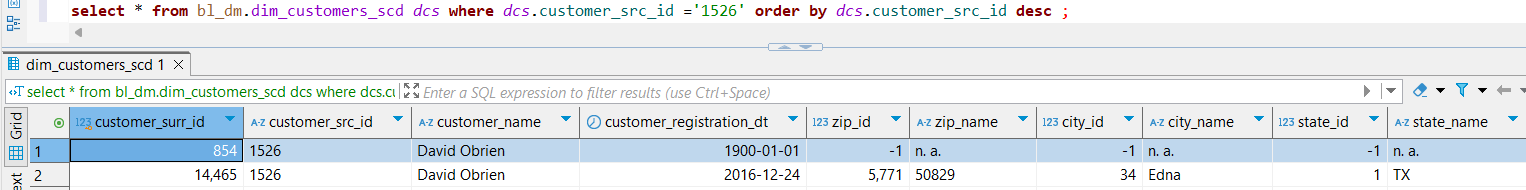 select * from bl_dm.dim_customers_scd dcs where dcs.customer_src_id ='1526' order by dcs.customer_src_id desc ;
dim_customers_scd 1
select * from bl_dm.dim_customers_scd dcs where dcs.cu Enter a SQL expression to filter results (use Ctrl+Space)
Grid 123 customer_surr_id A-Z customer_src_id A-Z customer_name customer_registration_dt 123 zip_id A-Z zip_name 123 city_id A-Z city_name 123 state_id A-Z state_name
1 854 1526 David Obrien 1900-01-01 -1 n. a. -1 n. a. -1 n. a.
2 14,465 1526 David Obrien 2016-12-24 5,771 50829 34 Edna 1 TX